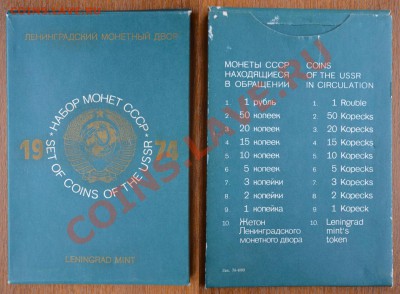 ЛЕНИНГРАДСКИЙ МОНЕТНЫЙ ДВОР
НАБОР МОНЕТ СССР
19 74
SET OF COINS OF THE USSR
LENINGRAD MINT
МОНЕТЫ СССР
НАХОДЯЩИЕСЯ
В ОБРАЩЕНИИ
1. 1 рубль
2. 50 копеек
3. 20 копеек
4. 15 копеек
5. 10 копеек
6. 5 копеек
7. 3 копейки
8. 2 копейки
9. 1 копейка
10. Жетон
Ленинградского
монетного двора
COINS
OF THE USSR
IN CIRCULATION
1. 1 Rouble
2. 50 Kopecks
3. 20 Kopecks
4. 15 Kopecks
5. 10 Kopecks
6. 5 Kopecks
7. 3 Kopecks
8. 2 Kopecks
9. 1 Kopeck
10. Leningrad
mint's
token
COINS.LAVE.RU